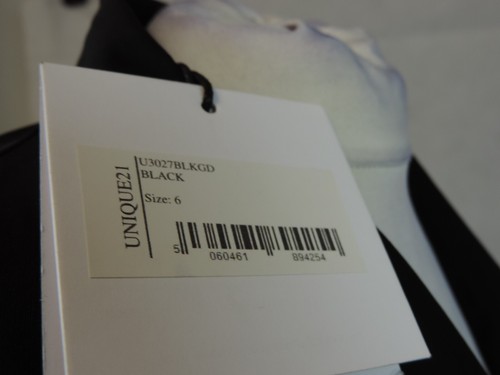 UNIQUE21
U3027BLKGD
BLACK
Size: 6
5 060461 894254